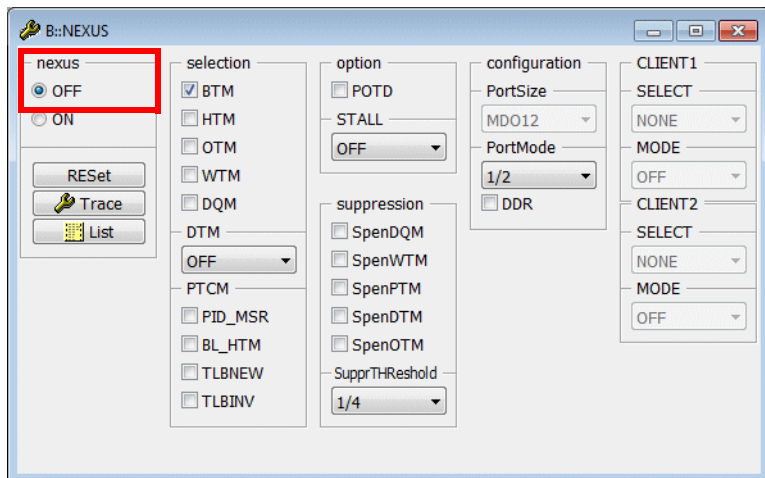 B::NEXUS
nexus
OFF
ON
RESet
Trace
List
selection
BTM
HTM
OTM
WTM
DQM
DTM
OFF
PTCM
PID_MSR
BL_HTM
TLBNEW
TLBINV
option
POTD
STALL
OFF
suppression
SpenDQM
SpenWTM
SpenPTM
SpenDTM
SpenOTM
SupprTHReshold
1/4
configuration
PortSize
MDO12
PortMode
1/2
DDR
CLIENT1
SELECT
NONE
MODE
OFF
CLIENT2
SELECT
NONE
MODE
OFF